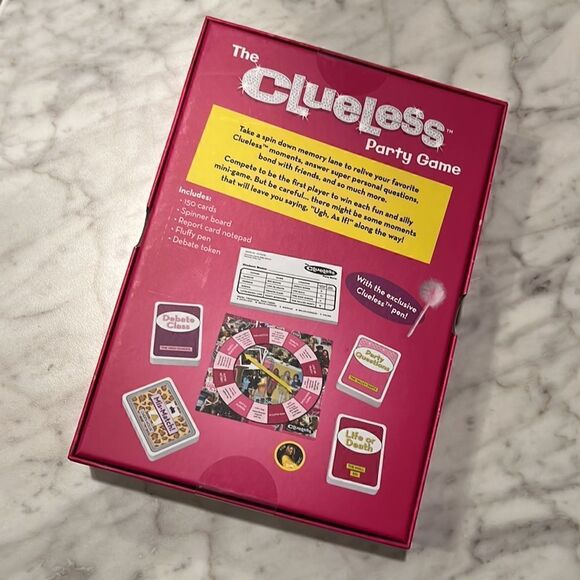 The
Clueless™
Party Game
Take a spin down memory lane to relive your favorite
Clueless™ moments, answer super personal questions,
bond with friends, and so much more.
Compete to be the first player to win each fun and silly
mini-game. But be careful... there might be some moments
that will leave you saying, "Ugh. As If!" along the way!
Includes:
• 150 cards
• Spinner board
• Report card notepad
• Fluffy pen
• Debate token
Clueless
With the exclusive
Clueless™ pen!
Debate
Class
Party
Questions
Mix-Match!
Life or
Death
Clueless